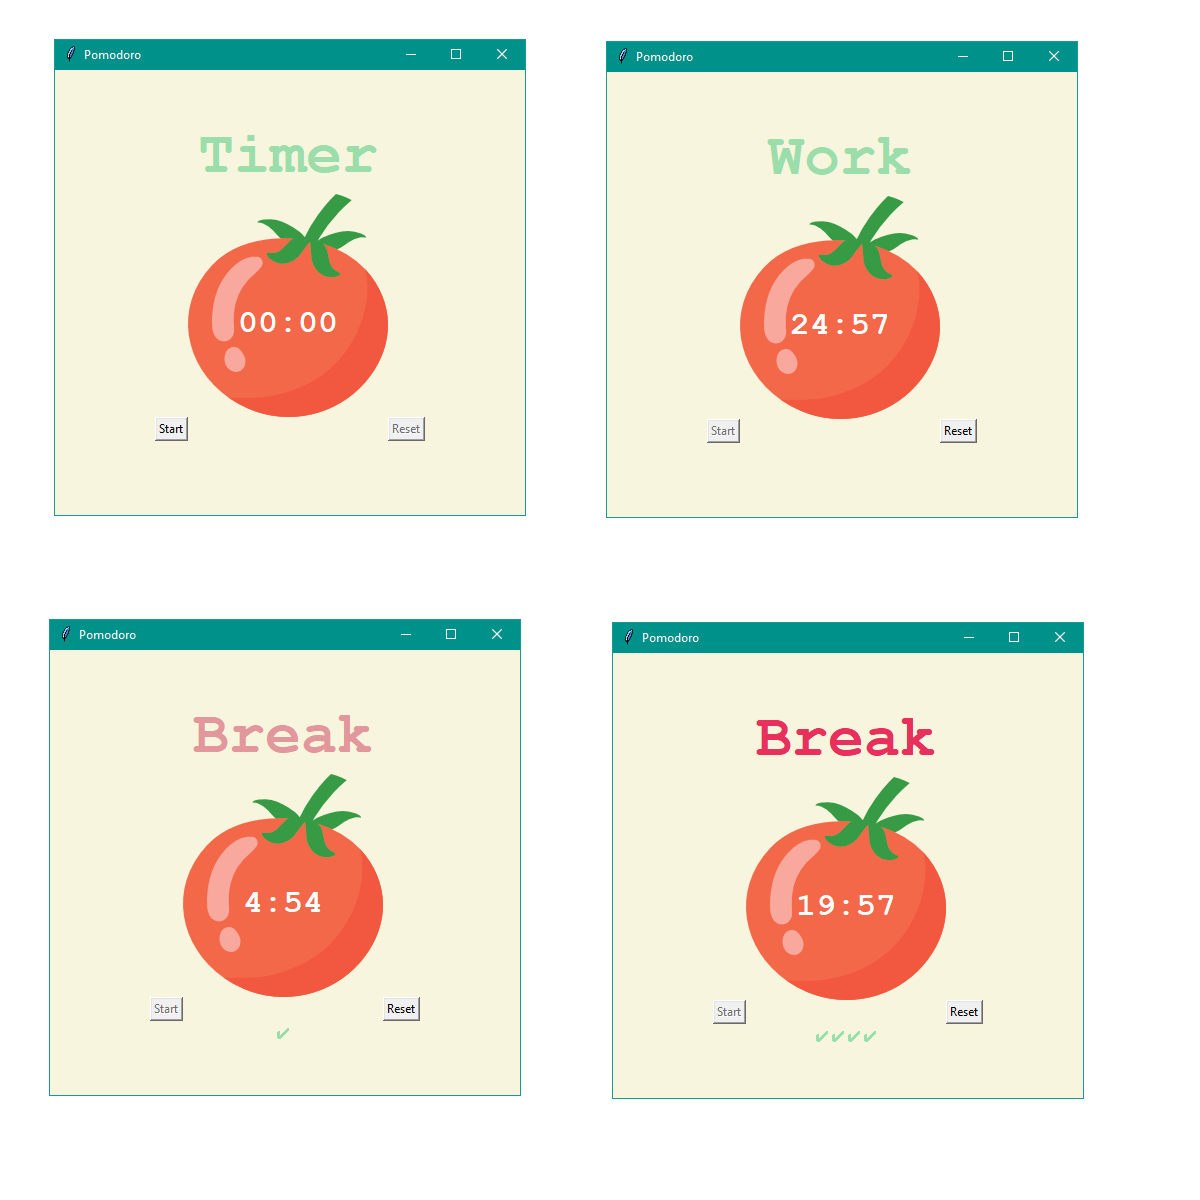 Pomodoro
Timer
00:00
Start Reset
Pomodoro
Work
24:57
Start Reset
Pomodoro
Break
4:54
Start Reset
✔
Pomodoro
Break
19:57
Start Reset
✔✔✔✔